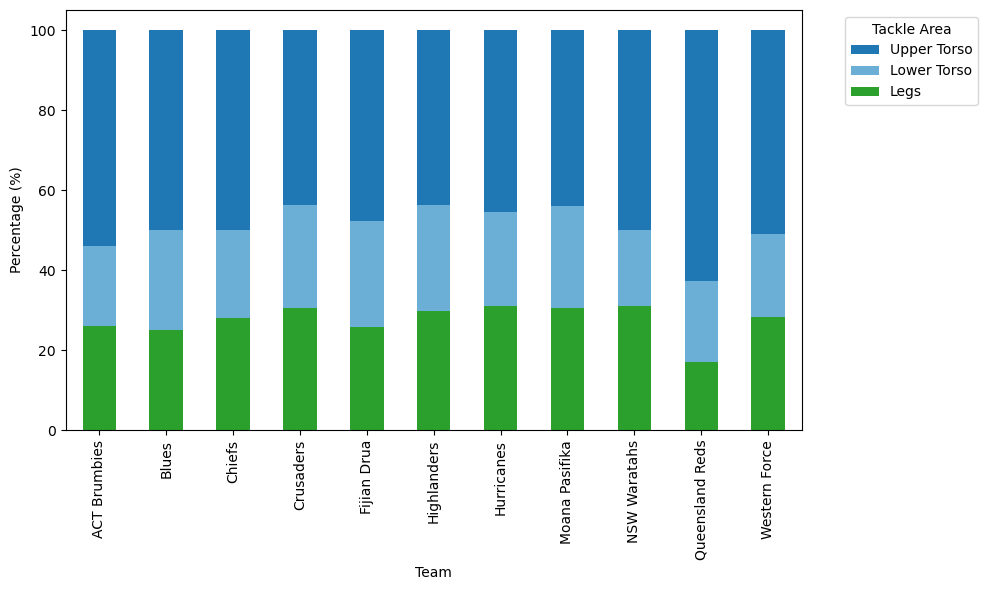 Tackle Area
Upper Torso
Lower Torso
Legs
Percentage (%)
100
80
60
40
20
0
ACT Brumbies
Blues
Chiefs
Crusaders
Fijian Drua
Highlanders
Hurricanes
Moana Pasifika
NSW Waratahs
Queensland Reds
Western Force
Team